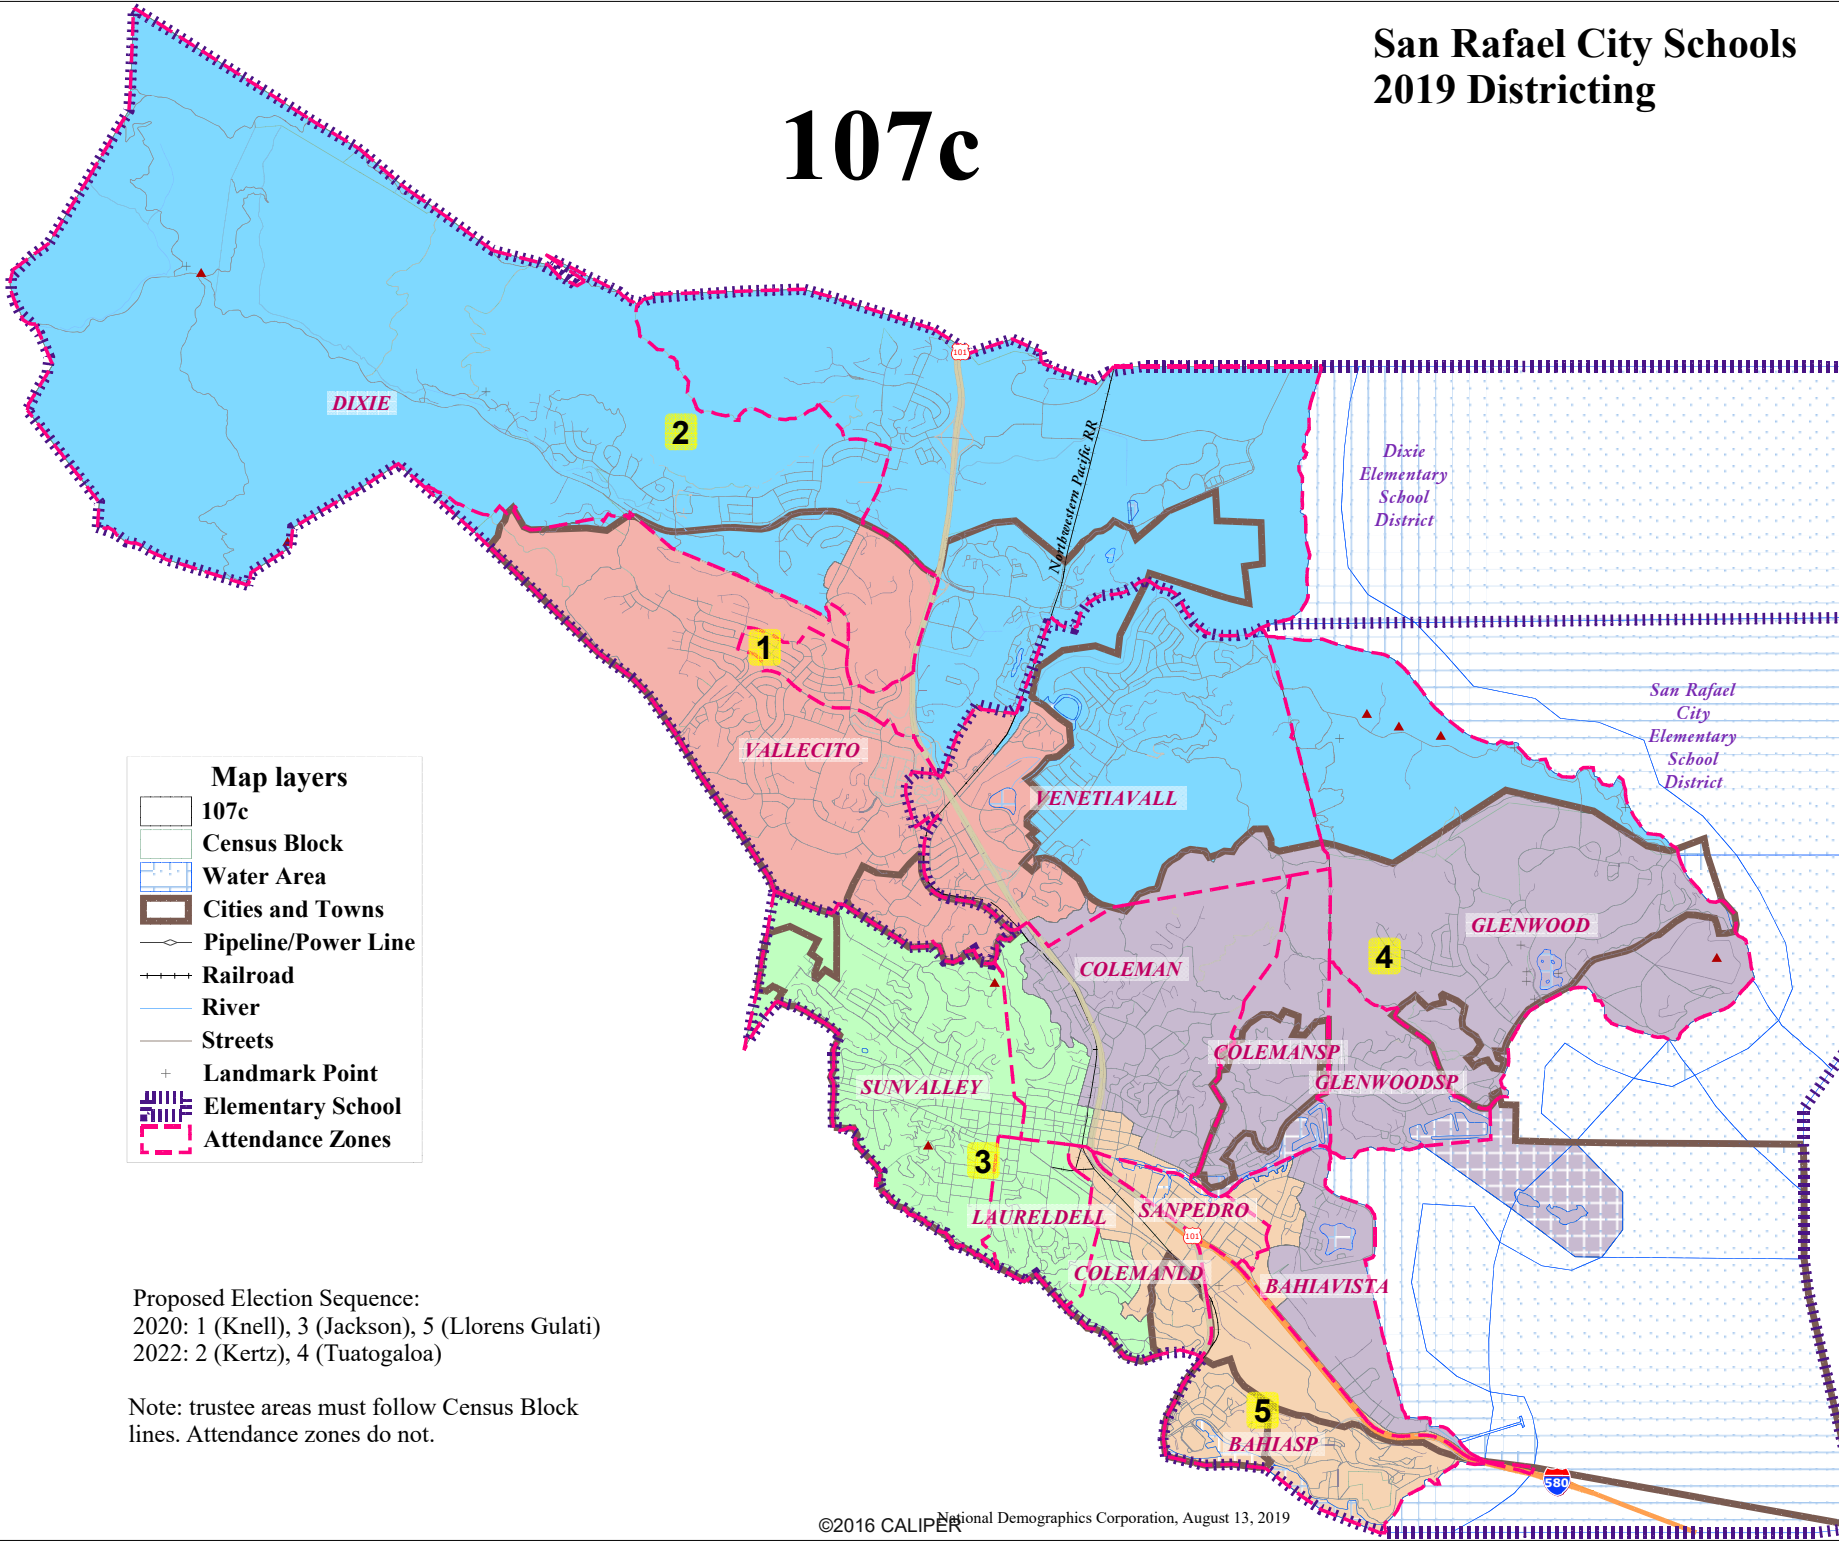 San Rafael City Schools
2019 Districting
107c
101
DIXIE
2
Northwestern Pacific RR
Dixie
Elementary
School
District
1
VALLECITO
VENETIAVALL
San Rafael
City
Elementary
School
District
Map layers
107c
Census Block
Water Area
Cities and Towns
Pipeline/Power Line
Railroad
River
Streets
Landmark Point
Elementary School
Attendance Zones
GLENWOOD
4
COLEMAN
COLEMANSP
GLENWOODSP
SUNVALLEY
3
LAURELDELL
SANPEDRO
101
COLEMANLD
BAHIAVISTA
5
BAHIASP
580
Proposed Election Sequence:
2020: 1 (Knell), 3 (Jackson), 5 (Llorens Gulati)
2022: 2 (Kertz), 4 (Tuatogaloa)
Note: trustee areas must follow Census Block
lines. Attendance zones do not.
©2016 CALIPER
National Demographics Corporation, August 13, 2019